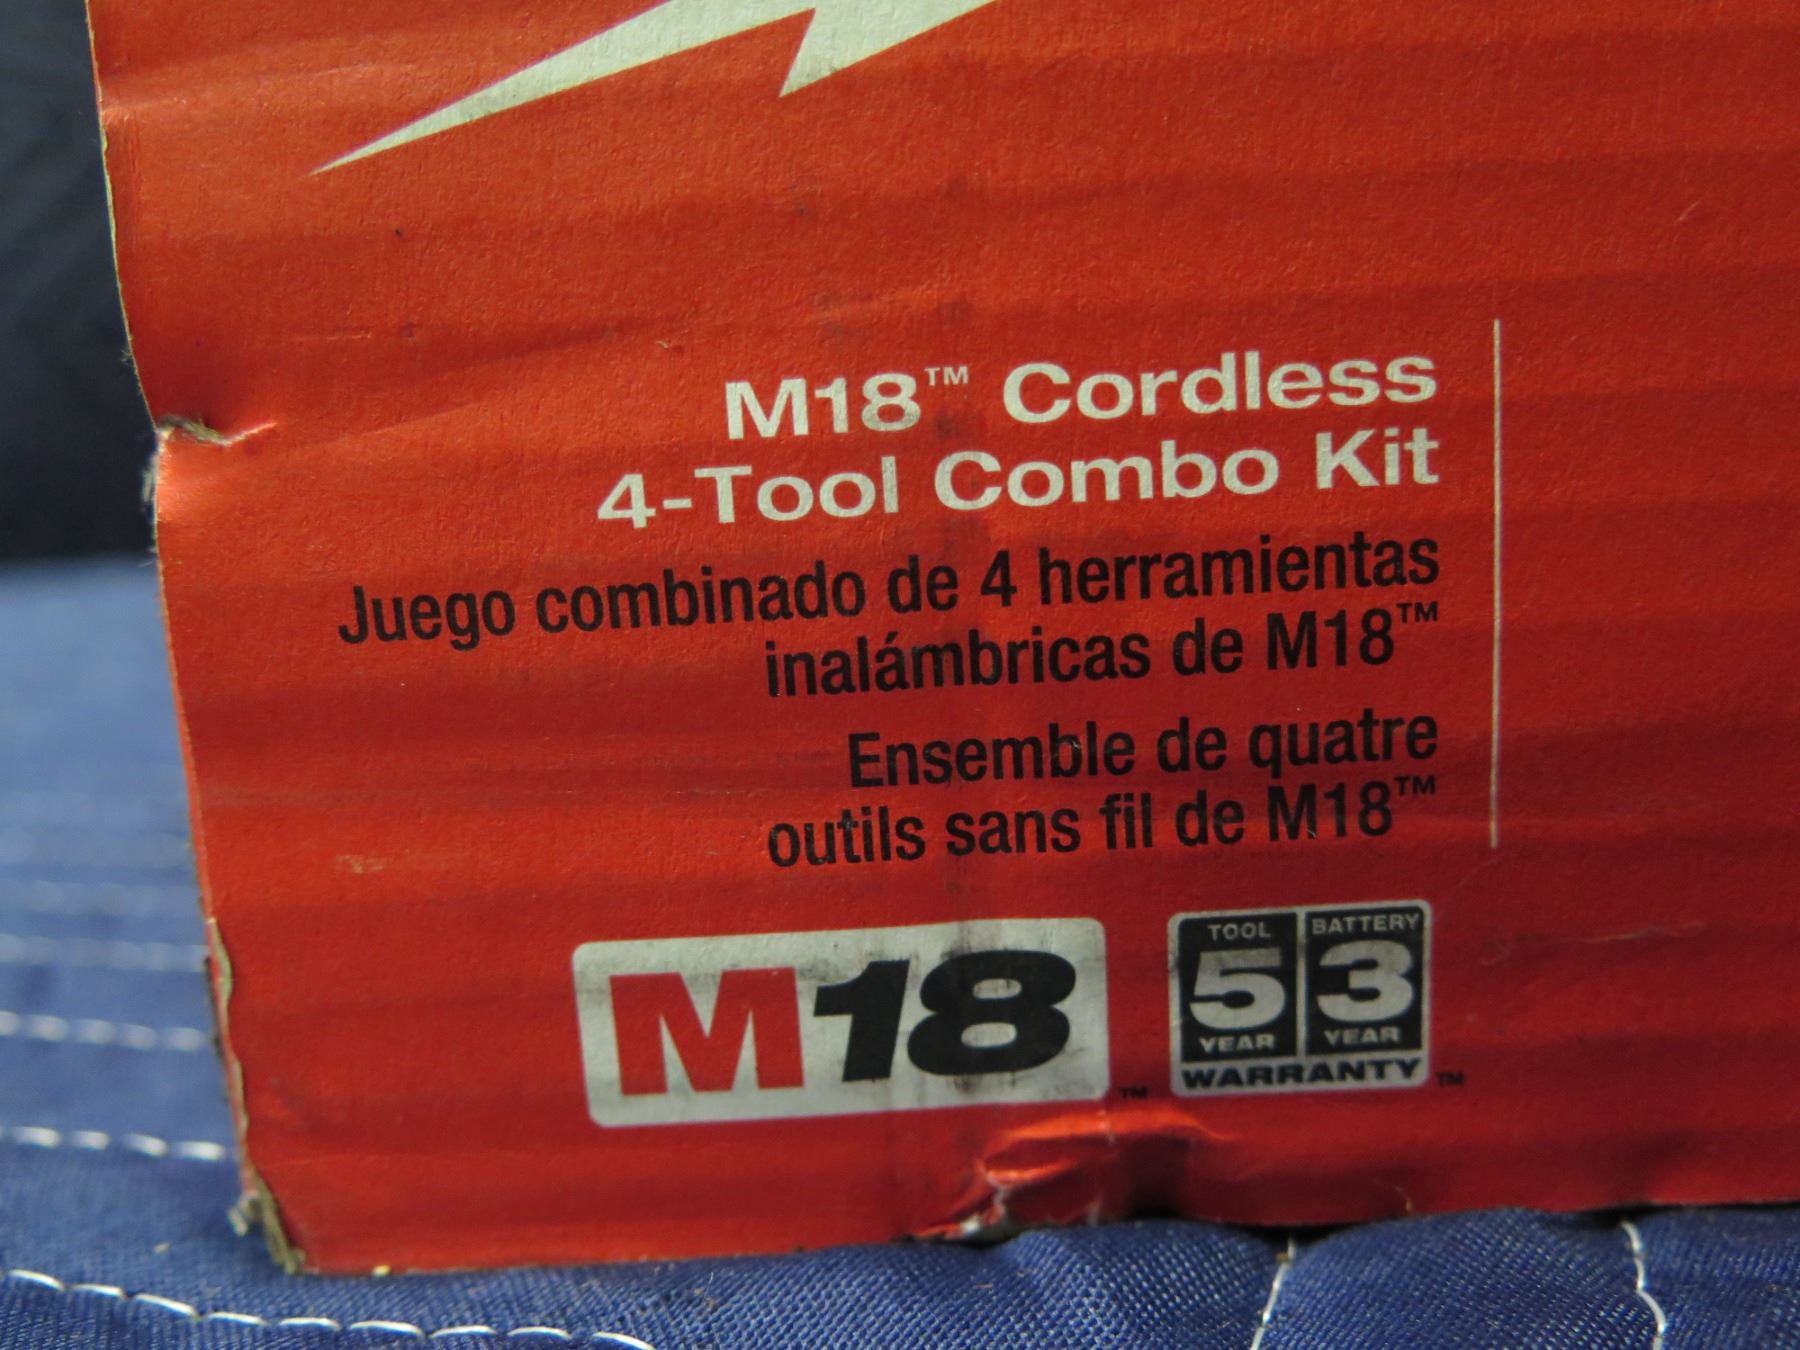 M18™ Cordless
4-Tool Combo Kit
Juego combinado de 4 herramientas
inalámbricas de M18™
Ensemble de quatre
outils sans fil de M18™
M18™
TOOL BATTERY
5 3
YEAR YEAR
WARRANTY™